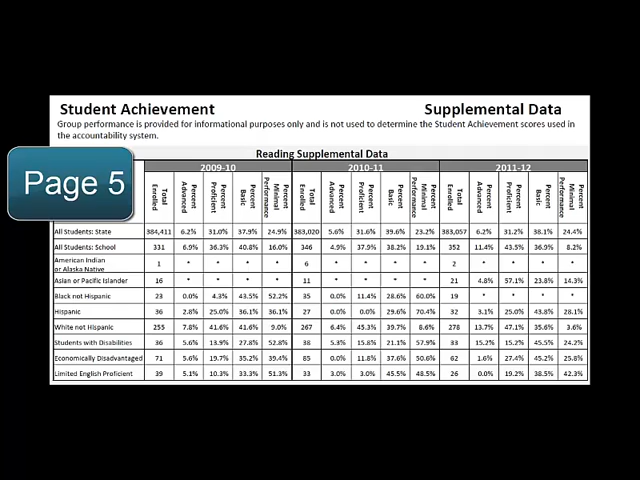 Student Achievement Supplemental Data
Group performance is provided for informational purposes only and is not used to determine the Student Achievement scores used in
the accountability system.
Page 5
Reading Supplemental Data
2009-10 2010-11 2011-12
Total Enrolled Percent Advanced Percent Proficient Percent Basic Percent Minimal Performance Total Enrolled Percent Advanced Percent Proficient Percent Basic Percent Minimal Performance Total Enrolled Percent Advanced Percent Proficient Percent Basic Percent Minimal Performance
All Students: State 384,411 6.2% 31.0% 37.9% 24.9% 383,020 5.6% 31.6% 39.6% 23.2% 383,057 6.2% 31.2% 38.1% 24.4%
All Students: School 331 6.9% 36.3% 40.8% 16.0% 346 4.9% 37.9% 38.2% 19.1% 352 11.4% 43.5% 36.9% 8.2%
American Indian
or Alaska Native 1 * * * * 6 * * * * 2 * * * *
Asian or Pacific Islander 16 * * * * 11 * * * * 21 4.8% 57.1% 23.8% 14.3%
Black not Hispanic 23 0.0% 4.3% 43.5% 52.2% 35 0.0% 11.4% 28.6% 60.0% 19 * * * *
Hispanic 36 2.8% 25.0% 36.1% 36.1% 27 0.0% 0.0% 29.6% 70.4% 32 3.1% 25.0% 43.8% 28.1%
White not Hispanic 255 7.8% 41.6% 41.6% 9.0% 267 6.4% 45.3% 39.7% 8.6% 278 13.7% 47.1% 35.6% 3.6%
Students with Disabilities 36 5.6% 13.9% 27.8% 52.8% 38 5.3% 15.8% 21.1% 57.9% 33 15.2% 15.2% 45.5% 24.2%
Economically Disadvantaged 71 5.6% 19.7% 35.2% 39.4% 85 0.0% 11.8% 37.6% 50.6% 62 1.6% 27.4% 45.2% 25.8%
Limited English Proficient 39 5.1% 10.3% 33.3% 51.3% 33 3.0% 3.0% 45.5% 48.5% 26 0.0% 19.2% 38.5% 42.3%